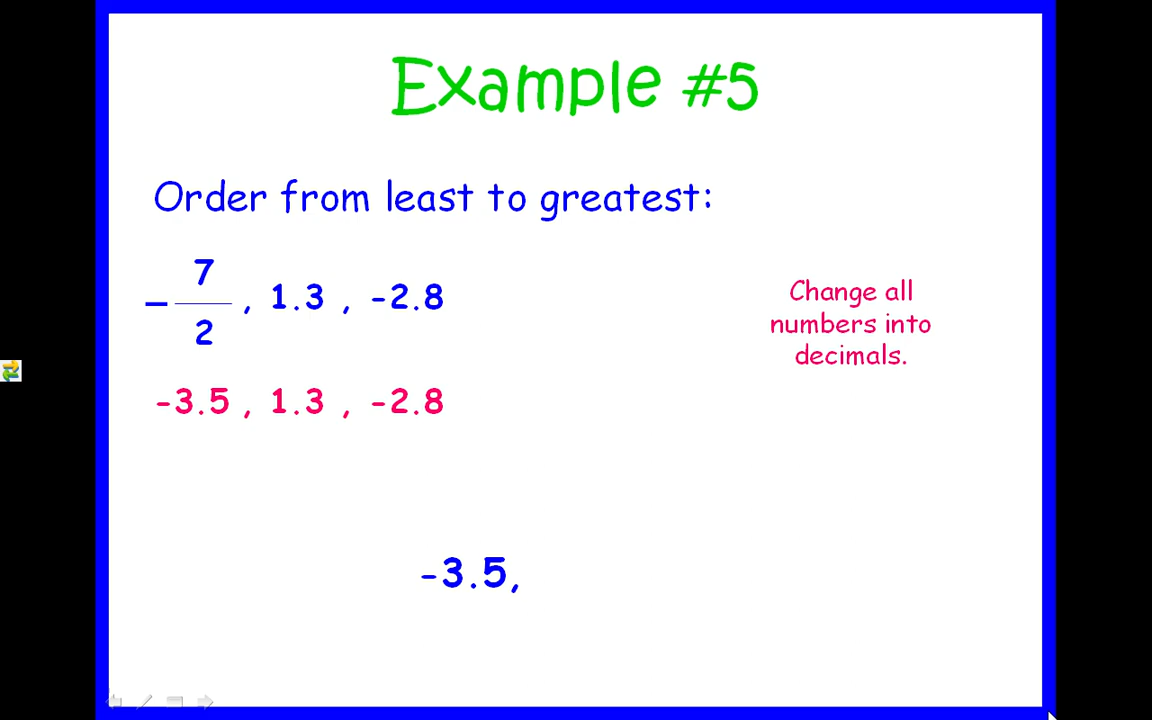 Example #5
Order from least to greatest:
− 7/2 , 1.3 , -2.8
Change all
numbers into
decimals.
-3.5 , 1.3 , -2.8
-3.5,